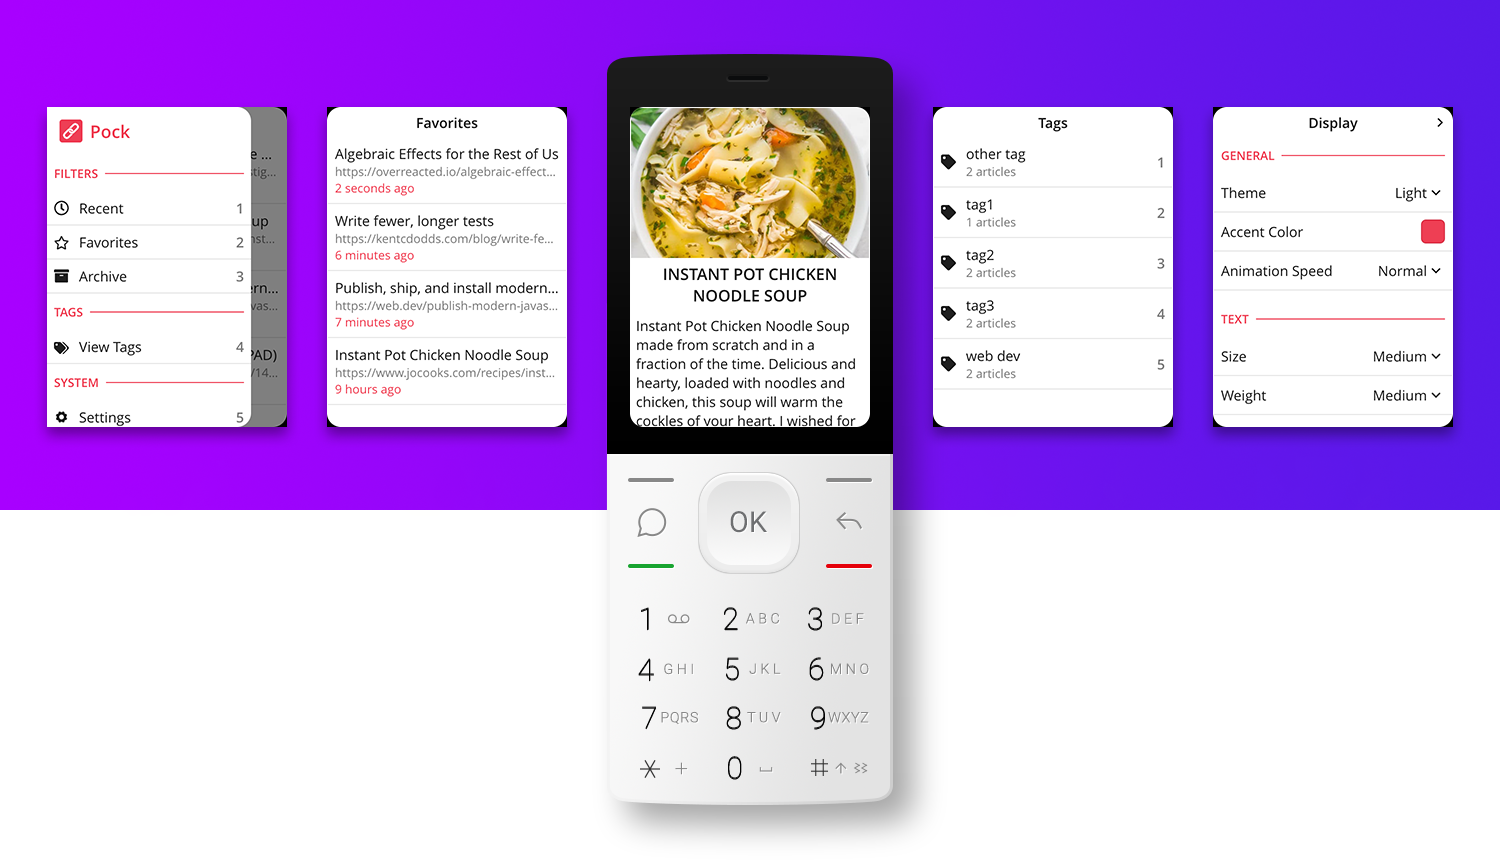 Pock
FILTERS
Recent 1
Favorites 2
Archive 3
TAGS
View Tags 4
SYSTEM
Settings 5
e ...
stig...
up
nst...
ern...
vas...
PAD)
/14...
Favorites
Algebraic Effects for the Rest of Us
https://overreacted.io/algebraic-effect...
2 seconds ago
Write fewer, longer tests
https://kentcdodds.com/blog/write-fe...
6 minutes ago
Publish, ship, and install modern...
https://web.dev/publish-modern-javas...
7 minutes ago
Instant Pot Chicken Noodle Soup
https://www.jocooks.com/recipes/inst...
9 hours ago
INSTANT POT CHICKEN
NOODLE SOUP
Instant Pot Chicken Noodle Soup
made from scratch and in a
fraction of the time. Delicious and
hearty, loaded with noodles and
chicken, this soup will warm the
cockles of your heart. I wished for
OK
1
2 ABC
3 DEF
4 GHI
5 JKL
6 MNO
7 PQRS
8 TUV
9 WXYZ
* +
0
#
Tags
other tag 1
2 articles
tag1 2
1 articles
tag2 3
2 articles
tag3 4
2 articles
web dev 5
2 articles
Display
GENERAL
Theme Light
Accent Color
Animation Speed Normal
TEXT
Size Medium
Weight Medium